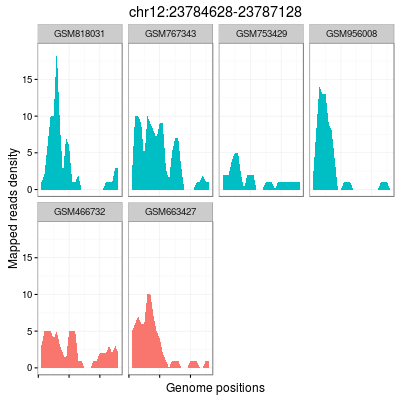 chr12:23784628-23787128
GSM818031 GSM767343 GSM753429 GSM956008
15
10
5
0
GSM466732 GSM663427
15
10
5
0
Mapped reads density
Genome positions